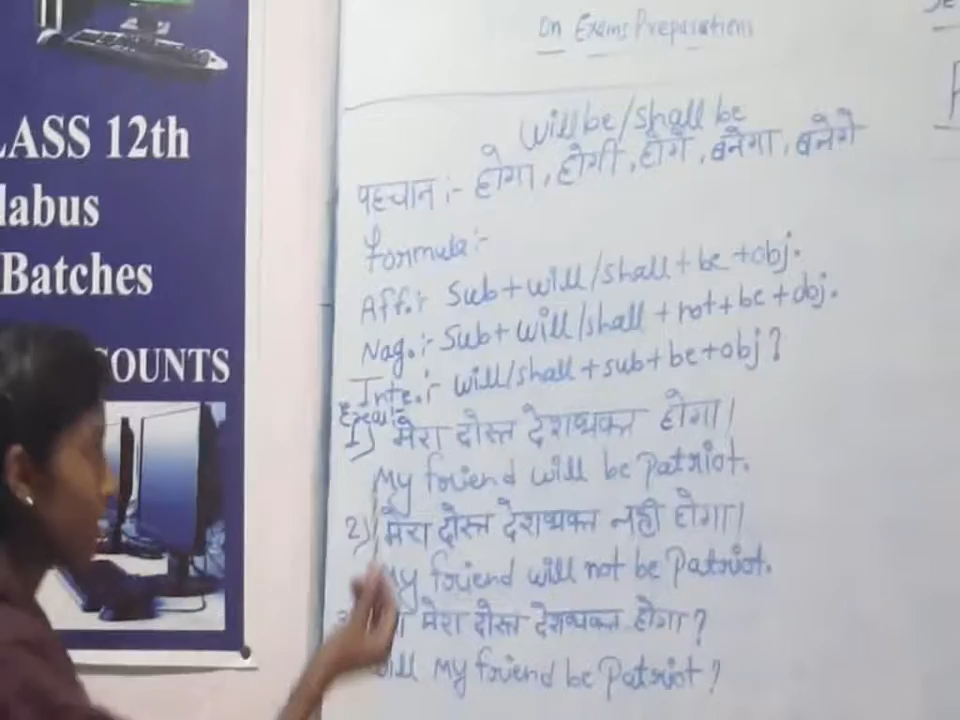 LASS 12th
labus
Batches
COUNTS
On Exams Preparations
will be/shall be
पहचान :- होगा, होगी, होंगे, बनेगा, बनेंगे
formula :-
Aff. :- Sub + will/shall + be + obj.
Nag. :- Sub + will/shall + not + be + obj.
Inte. :- will/shall + sub + be + obj ?
1) मेरा दोस्त देशभक्त होगा।
My friend will be Patriot.
2) मेरा दोस्त देशभक्त नही होगा।
My friend will not be Patriot.
मेरा दोस्त देशभक्त होगा ?
will my friend be Patriot ?